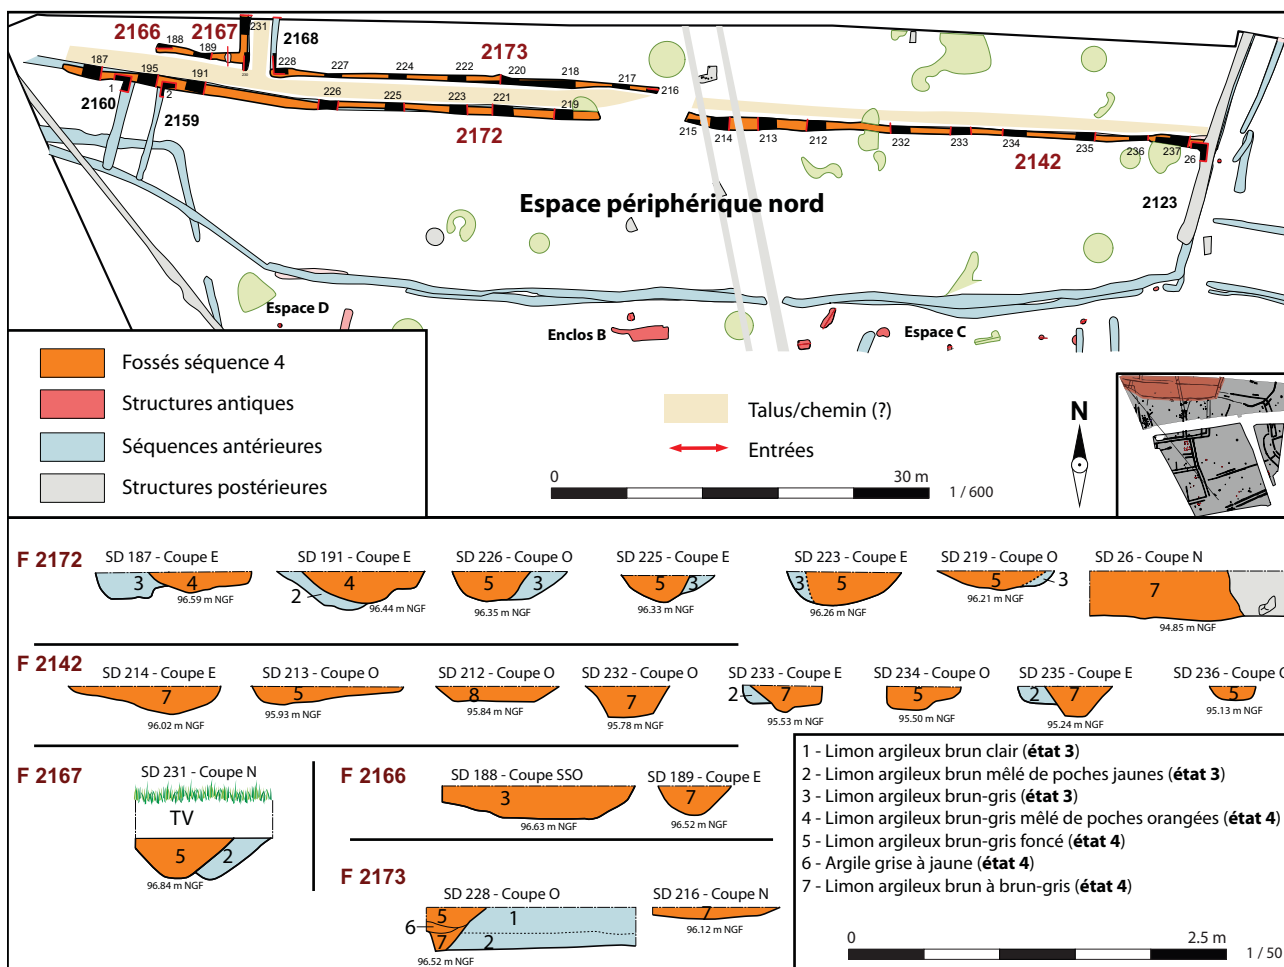 2166 188 189 2167 231 2168
187 195 191 228 227 224 222 2173 220 218 217 216
1 2 226 225 223 221 219
2160 2159 2172
215 214 213 212 232 233 234 2142 235 236 237 26
2123
Espace périphérique nord
Espace D
Enclos B
Espace C
Fossés séquence 4
Structures antiques
Séquences antérieures
Structures postérieures
Talus/chemin (?)
Entrées
0 30 m
1 / 600
N
F 2172
SD 187 - Coupe E
3 4
96.59 m NGF
SD 191 - Coupe E
2 4
96.44 m NGF
SD 226 - Coupe O
5 3
96.35 m NGF
SD 225 - Coupe E
5 3
96.33 m NGF
SD 223 - Coupe E
3 5
96.26 m NGF
SD 219 - Coupe O
5 3
96.21 m NGF
SD 26 - Coupe N
7
94.85 m NGF
F 2142
SD 214 - Coupe E
7
96.02 m NGF
SD 213 - Coupe O
5
95.93 m NGF
SD 212 - Coupe O
8
95.84 m NGF
SD 232 - Coupe O
7
95.78 m NGF
SD 233 - Coupe E
2 7
95.53 m NGF
SD 234 - Coupe O
5
95.50 m NGF
SD 235 - Coupe E
2 7
95.24 m NGF
SD 236 - Coupe O
5
95.13 m NGF
F 2167
SD 231 - Coupe N
TV
5 2
96.84 m NGF
F 2166
SD 188 - Coupe SSO
3
96.63 m NGF
SD 189 - Coupe E
7
96.52 m NGF
F 2173
SD 228 - Coupe O
5 1
6 7 2
96.52 m NGF
SD 216 - Coupe N
7
96.12 m NGF
1 - Limon argileux brun clair (état 3)
2 - Limon argileux brun mêlé de poches jaunes (état 3)
3 - Limon argileux brun-gris (état 3)
4 - Limon argileux brun-gris mêlé de poches orangées (état 4)
5 - Limon argileux brun-gris foncé (état 4)
6 - Argile grise à jaune (état 4)
7 - Limon argileux brun à brun-gris (état 4)
0 2.5 m
1 / 50